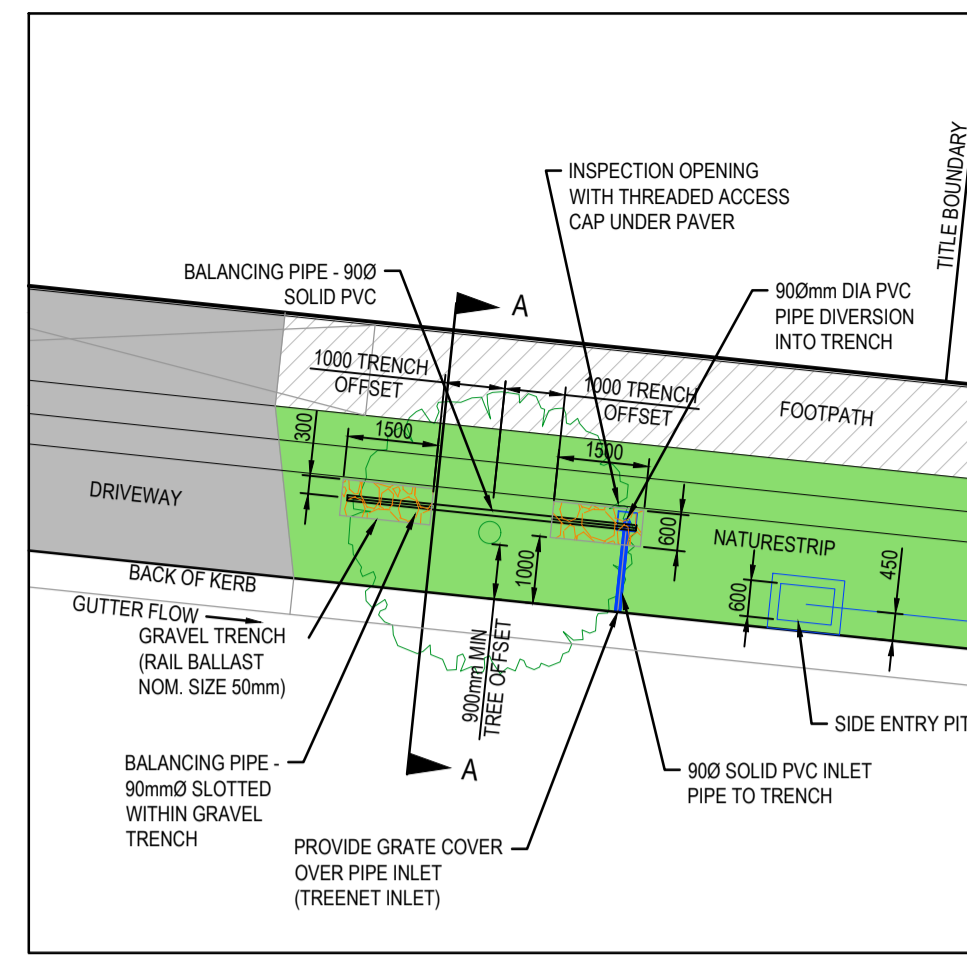 TITLE BOUNDARY
INSPECTION OPENING
WITH THREADED ACCESS
CAP UNDER PAVER
BALANCING PIPE - 90Ø
SOLID PVC
A
90Ømm DIA PVC
PIPE DIVERSION
INTO TRENCH
1000 TRENCH
OFFSET
1000 TRENCH
OFFSET
FOOTPATH
300
1500
1500
DRIVEWAY
600
NATURESTRIP
450
1000
600
BACK OF KERB
GUTTER FLOW
GRAVEL TRENCH
(RAIL BALLAST
NOM. SIZE 50mm)
900mm MIN
TREE OFFSET
SIDE ENTRY PIT
A
BALANCING PIPE -
90mmØ SLOTTED
WITHIN GRAVEL
TRENCH
90Ø SOLID PVC INLET
PIPE TO TRENCH
PROVIDE GRATE COVER
OVER PIPE INLET
(TREENET INLET)